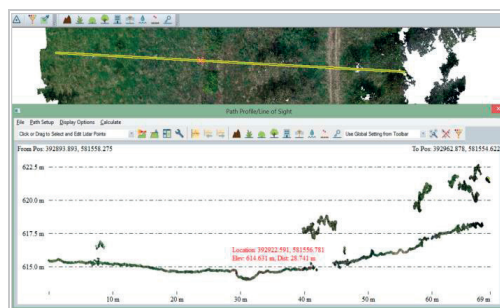 Path Profile/Line of Sight
File Path Setup Display Options Calculate
Click or Drag to Select and Edit Lidar Points
Use Global Setting from Toolbar
From Pos: 392893.893, 581558.275
To Pos: 392962.878, 581554.622
622.5 m
620.0 m
617.5 m
Location: 392922.591, 581556.781
Elev: 614.631 m, Dist: 28.741 m
615.0 m
10 m
20 m
30 m
40 m
50 m
60 m
69 m